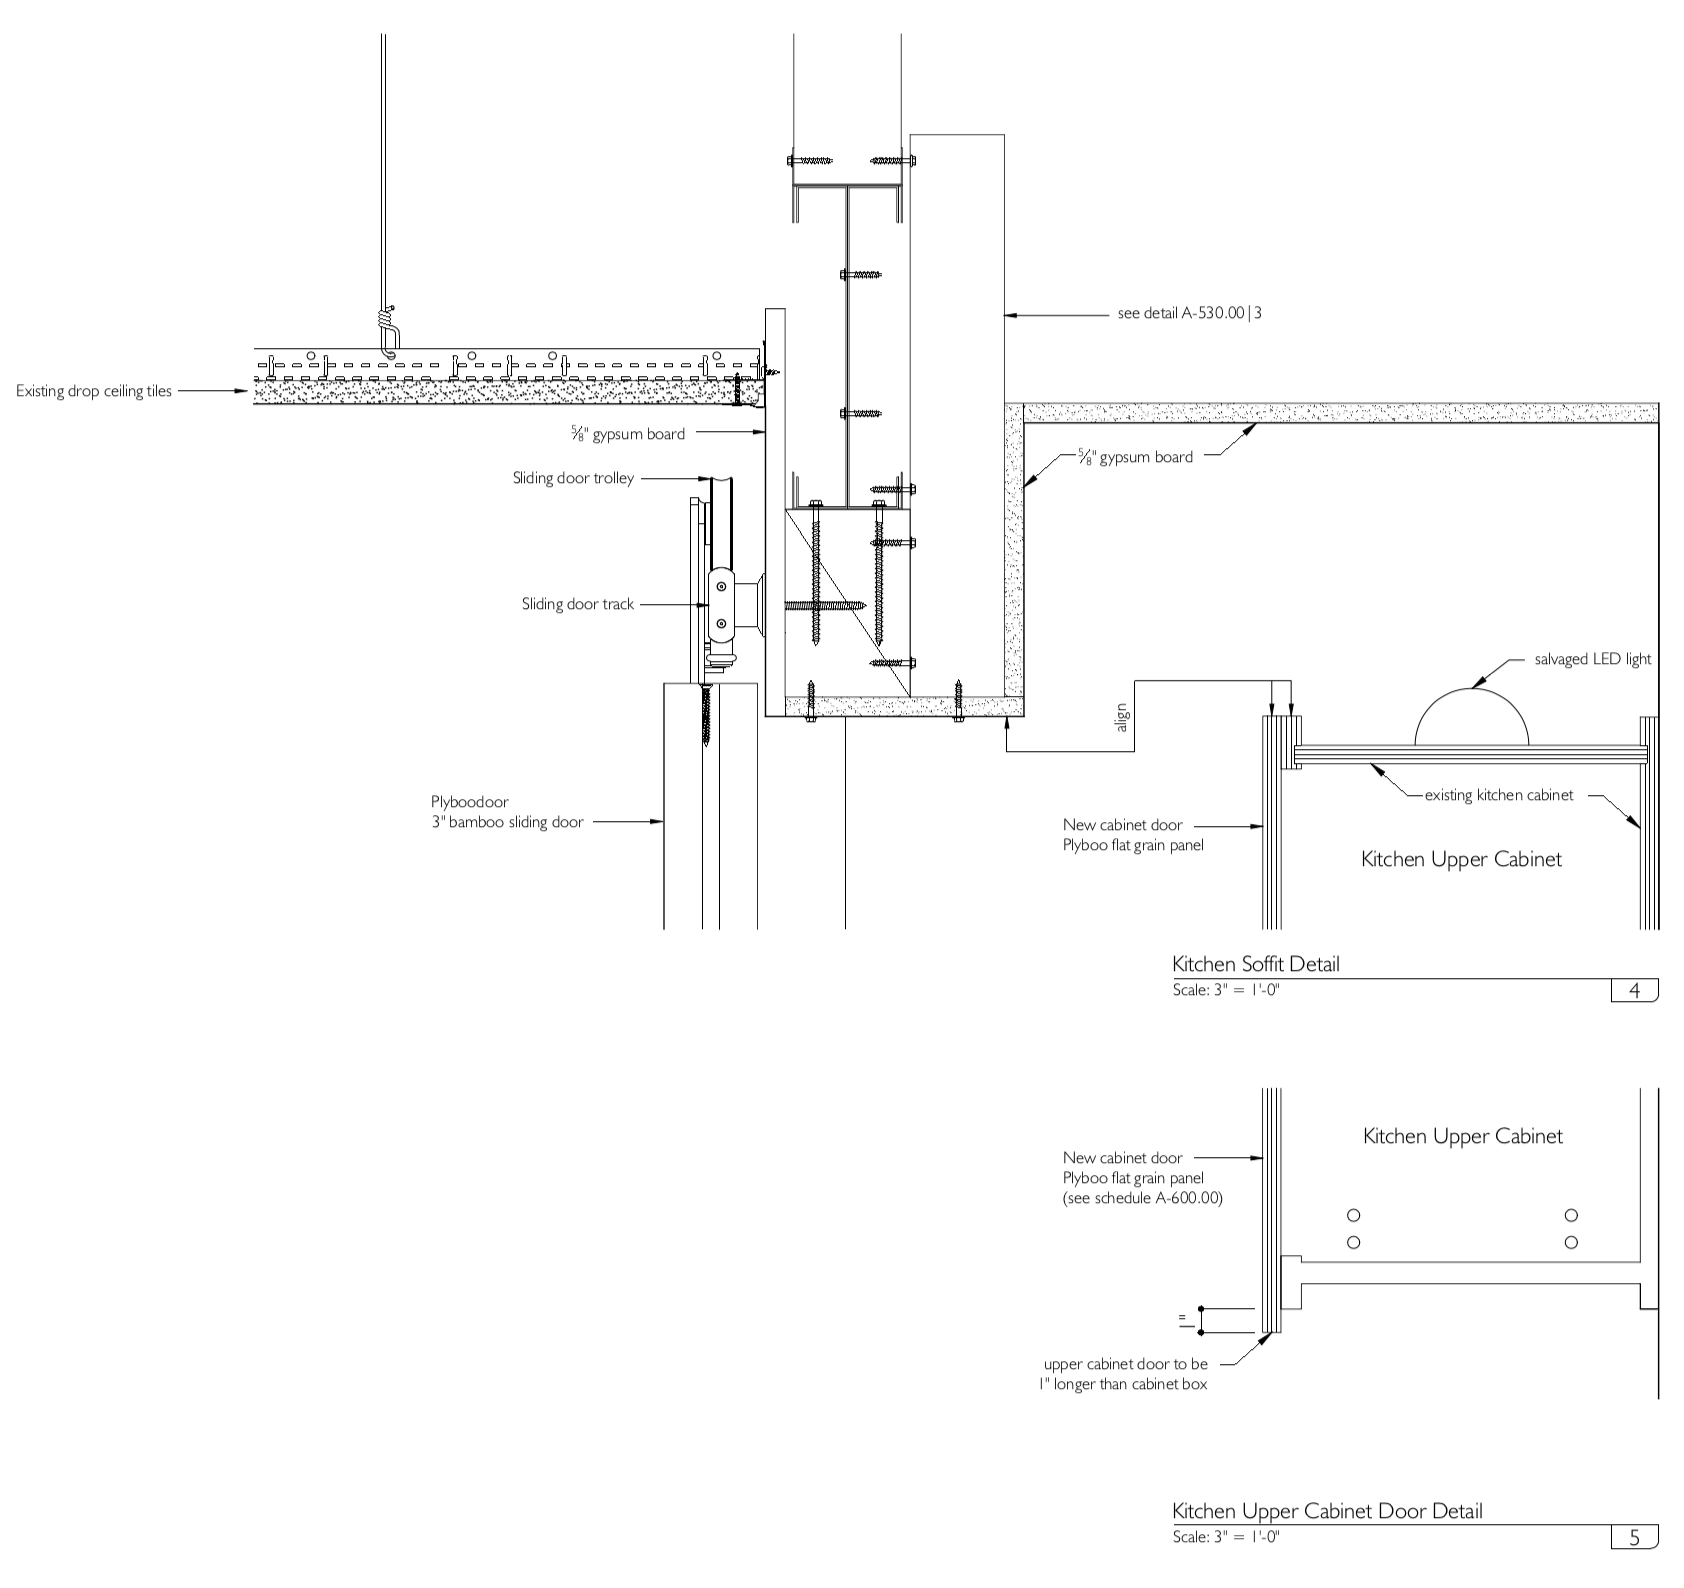 see detail A-530.00|3
Existing drop ceiling tiles
⅝" gypsum board
⅝" gypsum board
Sliding door trolley
Sliding door track
salvaged LED light
align
existing kitchen cabinet
Plyboodoor
3" bamboo sliding door
New cabinet door
Plyboo flat grain panel
Kitchen Upper Cabinet
Kitchen Soffit Detail
Scale: 3" = 1'-0"
4
Kitchen Upper Cabinet
New cabinet door
Plyboo flat grain panel
(see schedule A-600.00)
1"
upper cabinet door to be
1" longer than cabinet box
Kitchen Upper Cabinet Door Detail
Scale: 3" = 1'-0"
5